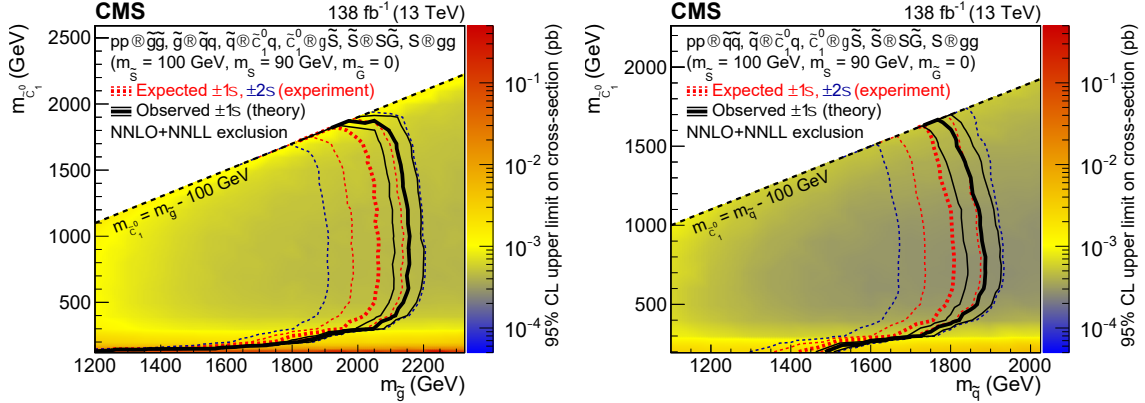 CMS 138 fb⁻¹ (13 TeV)
pp®g̃g̃, g̃®q̃q, q̃®c̃⁰₁q, c̃⁰₁®gS̃, S̃®SG̃, S®gg
(m_S̃ = 100 GeV, m_S = 90 GeV, m_G̃ = 0)
Expected ±1s, ±2s (experiment)
Observed ±1s (theory)
NNLO+NNLL exclusion
m_c̃⁰₁ = m_g̃ - 100 GeV
m_c̃⁰₁ (GeV)
2500
2000
1500
1000
500
1200 1400 1600 1800 2000 2200
m_g̃ (GeV)
10⁻¹
10⁻²
10⁻³
10⁻⁴
95% CL upper limit on cross-section (pb)
CMS 138 fb⁻¹ (13 TeV)
pp®q̃q̃, q̃®c̃⁰₁q, c̃⁰₁®gS̃, S̃®SG̃, S®gg
(m_S̃ = 100 GeV, m_S = 90 GeV, m_G̃ = 0)
Expected ±1s, ±2s (experiment)
Observed ±1s (theory)
NNLO+NNLL exclusion
m_c̃⁰₁ = m_q̃ - 100 GeV
m_c̃⁰₁ (GeV)
2000
1500
1000
500
1200 1400 1600 1800 2000
m_q̃ (GeV)
10⁻¹
10⁻²
10⁻³
10⁻⁴
95% CL upper limit on cross-section (pb)